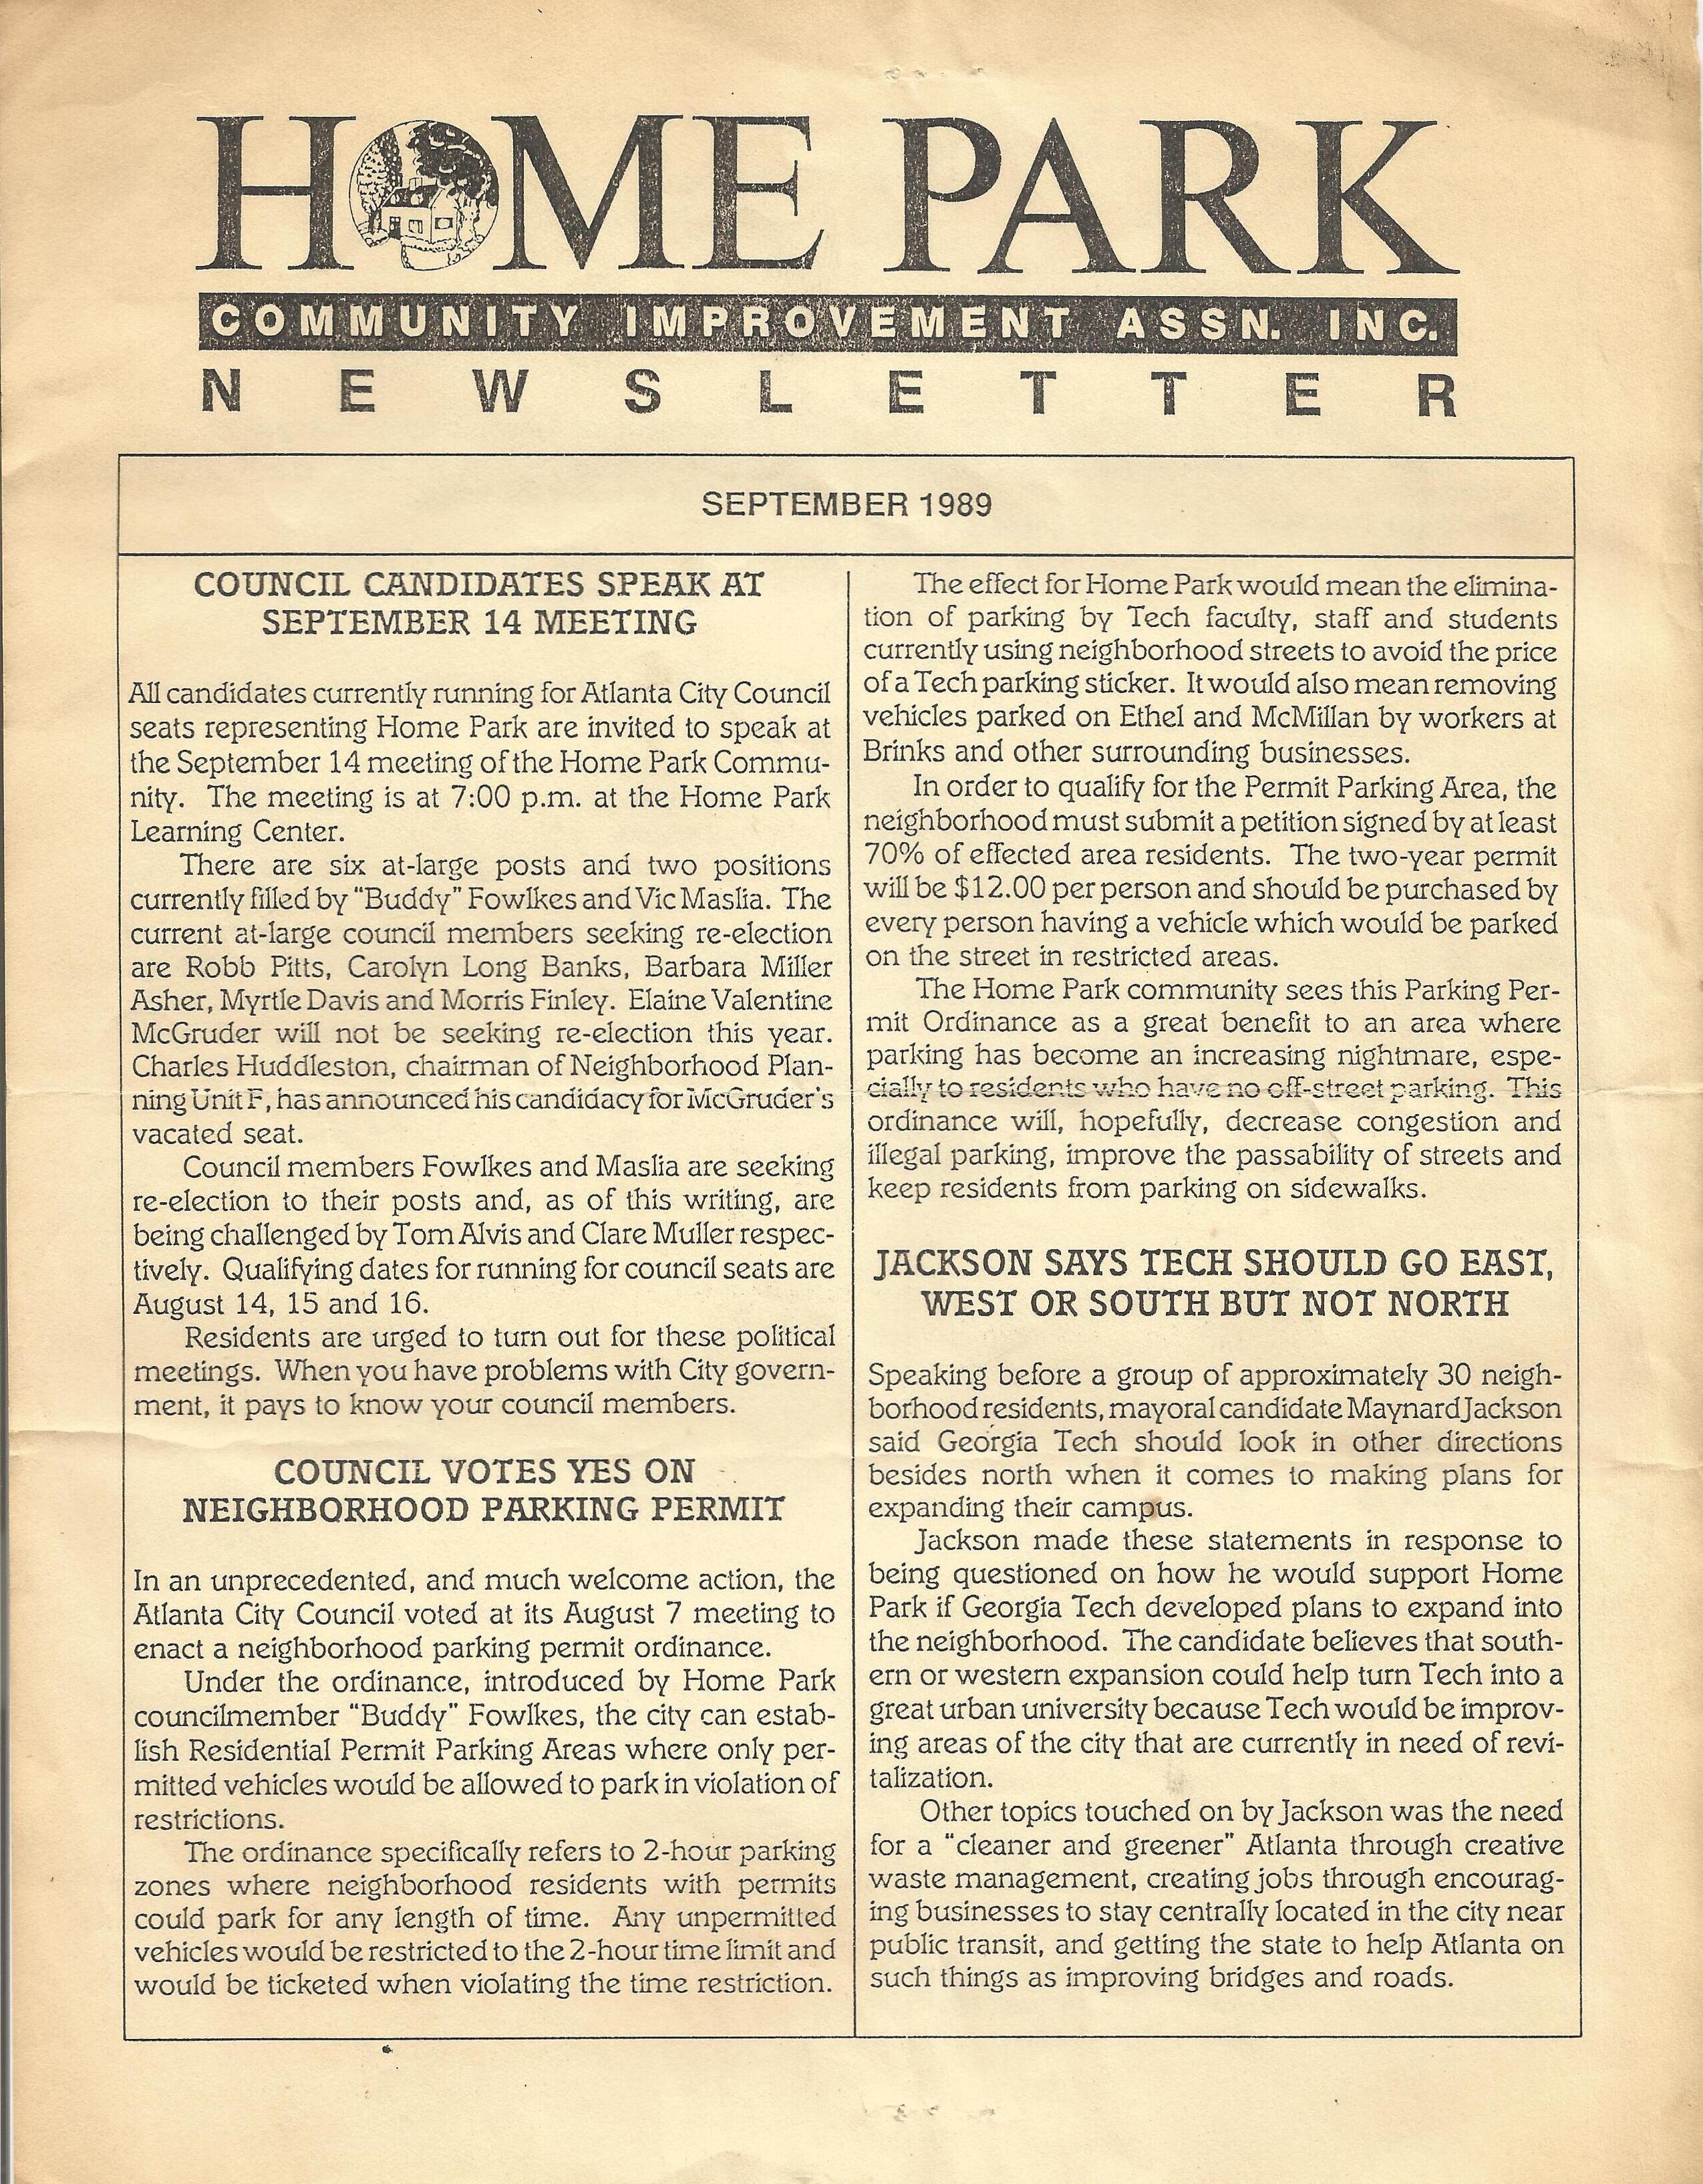 HOME PARK
COMMUNITY IMPROVEMENT ASSN. INC.
NEWSLETTER
SEPTEMBER 1989
COUNCIL CANDIDATES SPEAK AT
SEPTEMBER 14 MEETING
All candidates currently running for Atlanta City Council
seats representing Home Park are invited to speak at
the September 14 meeting of the Home Park Commu-
nity. The meeting is at 7:00 p.m. at the Home Park
Learning Center.
There are six at-large posts and two positions
currently filled by "Buddy" Fowlkes and Vic Maslia. The
current at-large council members seeking re-election
are Robb Pitts, Carolyn Long Banks, Barbara Miller
Asher, Myrtle Davis and Morris Finley. Elaine Valentine
McGruder will not be seeking re-election this year.
Charles Huddleston, chairman of Neighborhood Plan-
ning Unit F, has announced his candidacy for McGruder's
vacated seat.
Council members Fowlkes and Maslia are seeking
re-election to their posts and, as of this writing, are
being challenged by Tom Alvis and Clare Muller respec-
tively. Qualifying dates for running for council seats are
August 14, 15 and 16.
Residents are urged to turn out for these political
meetings. When you have problems with City govern-
ment, it pays to know your council members.
COUNCIL VOTES YES ON
NEIGHBORHOOD PARKING PERMIT
In an unprecedented, and much welcome action, the
Atlanta City Council voted at its August 7 meeting to
enact a neighborhood parking permit ordinance.
Under the ordinance, introduced by Home Park
councilmember "Buddy" Fowlkes, the city can estab-
lish Residential Permit Parking Areas where only per-
mitted vehicles would be allowed to park in violation of
restrictions.
The ordinance specifically refers to 2-hour parking
zones where neighborhood residents with permits
could park for any length of time. Any unpermitted
vehicles would be restricted to the 2-hour time limit and
would be ticketed when violating the time restriction.
The effect for Home Park would mean the elimina-
tion of parking by Tech faculty, staff and students
currently using neighborhood streets to avoid the price
of a Tech parking sticker. It would also mean removing
vehicles parked on Ethel and McMillan by workers at
Brinks and other surrounding businesses.
In order to qualify for the Permit Parking Area, the
neighborhood must submit a petition signed by at least
70% of effected area residents. The two-year permit
will be $12.00 per person and should be purchased by
every person having a vehicle which would be parked
on the street in restricted areas.
The Home Park community sees this Parking Per-
mit Ordinance as a great benefit to an area where
parking has become an increasing nightmare, espe-
cially to residents who have no off-street parking. This
ordinance will, hopefully, decrease congestion and
illegal parking, improve the passability of streets and
keep residents from parking on sidewalks.
JACKSON SAYS TECH SHOULD GO EAST,
WEST OR SOUTH BUT NOT NORTH
Speaking before a group of approximately 30 neigh-
borhood residents, mayoral candidate Maynard Jackson
said Georgia Tech should look in other directions
besides north when it comes to making plans for
expanding their campus.
Jackson made these statements in response to
being questioned on how he would support Home
Park if Georgia Tech developed plans to expand into
the neighborhood. The candidate believes that south-
ern or western expansion could help turn Tech into a
great urban university because Tech would be improv-
ing areas of the city that are currently in need of revi-
talization.
Other topics touched on by Jackson was the need
for a "cleaner and greener" Atlanta through creative
waste management, creating jobs through encourag-
ing businesses to stay centrally located in the city near
public transit, and getting the state to help Atlanta on
such things as improving bridges and roads.